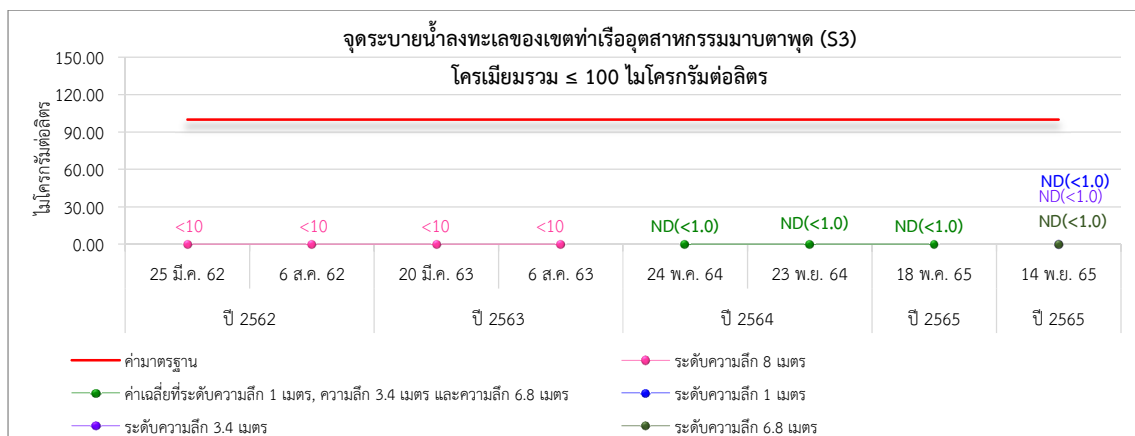 จุดระบายน้ำลงทะเลของเขตท่าเรืออุตสาหกรรมมาบตาพุด (S3)
โครเมียมรวม ≤ 100 ไมโครกรัมต่อลิตร
ไมโครกรัมต่อลิตร
150.00
120.00
90.00
60.00
30.00
0.00
<10 <10 <10 <10 ND(<1.0) ND(<1.0) ND(<1.0)
ND(<1.0)
ND(<1.0)
ND(<1.0)
25 มี.ค. 62 6 ส.ค. 62 20 มี.ค. 63 6 ส.ค. 63 24 พ.ค. 64 23 พ.ย. 64 18 พ.ค. 65 14 พ.ย. 65
ปี 2562 ปี 2563 ปี 2564 ปี 2565 ปี 2565
ค่ามาตรฐาน ระดับความลึก 8 เมตร
ค่าเฉลี่ยที่ระดับความลึก 1 เมตร, ความลึก 3.4 เมตร และความลึก 6.8 เมตร ระดับความลึก 1 เมตร
ระดับความลึก 3.4 เมตร ระดับความลึก 6.8 เมตร